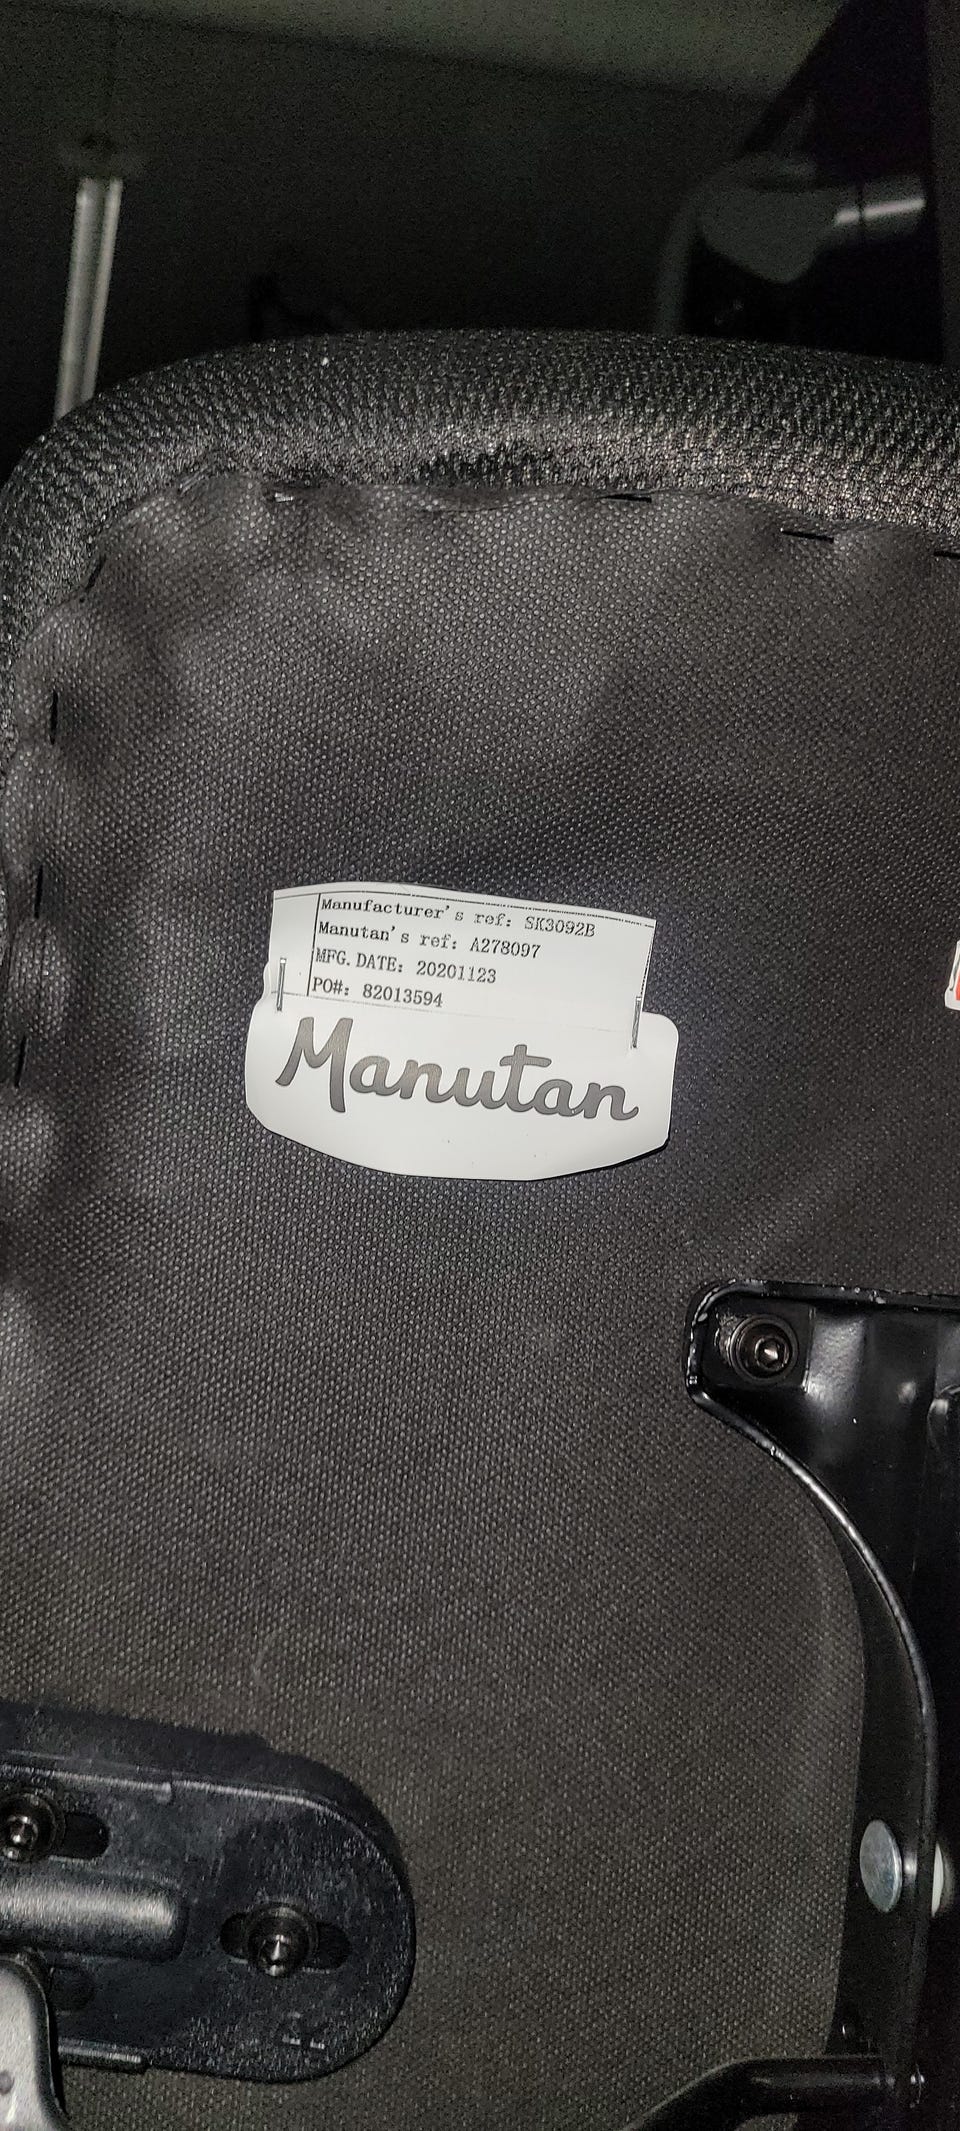 Manufacturer's ref: SK3092B
Manutan's ref: A278097
MFG. DATE: 20201123
PO#: 82013594
Manutan